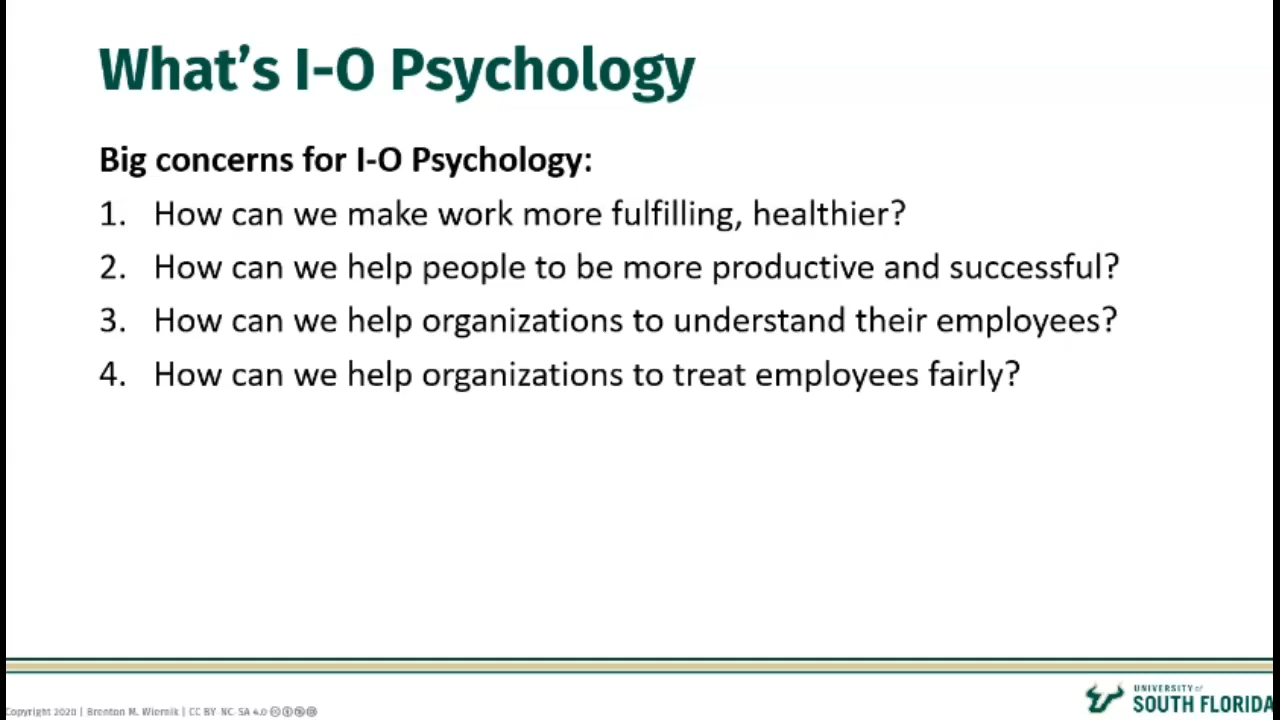 What's I-O Psychology
Big concerns for I-O Psychology:
1. How can we make work more fulfilling, healthier?
2. How can we help people to be more productive and successful?
3. How can we help organizations to understand their employees?
4. How can we help organizations to treat employees fairly?
Copyright 2020 | Brenton M. Wiernik | CC BY-NC-SA 4.0
UNIVERSITY of
SOUTH FLORIDA